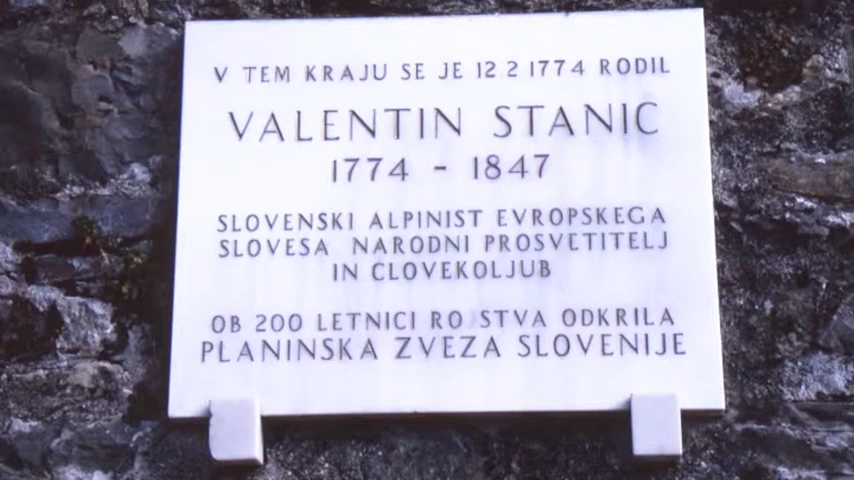 V TEM KRAJU SE JE 12 2 1774 RODIL
VALENTIN STANIC
1774 - 1847
SLOVENSKI ALPINIST EVROPSKEGA
SLOVESA NARODNI PROSVETITELJ
IN CLOVEKOLJUB
OB 200 LETNICI RO STVA ODKRILA
PLANINSKA ZVEZA SLOVENIJE